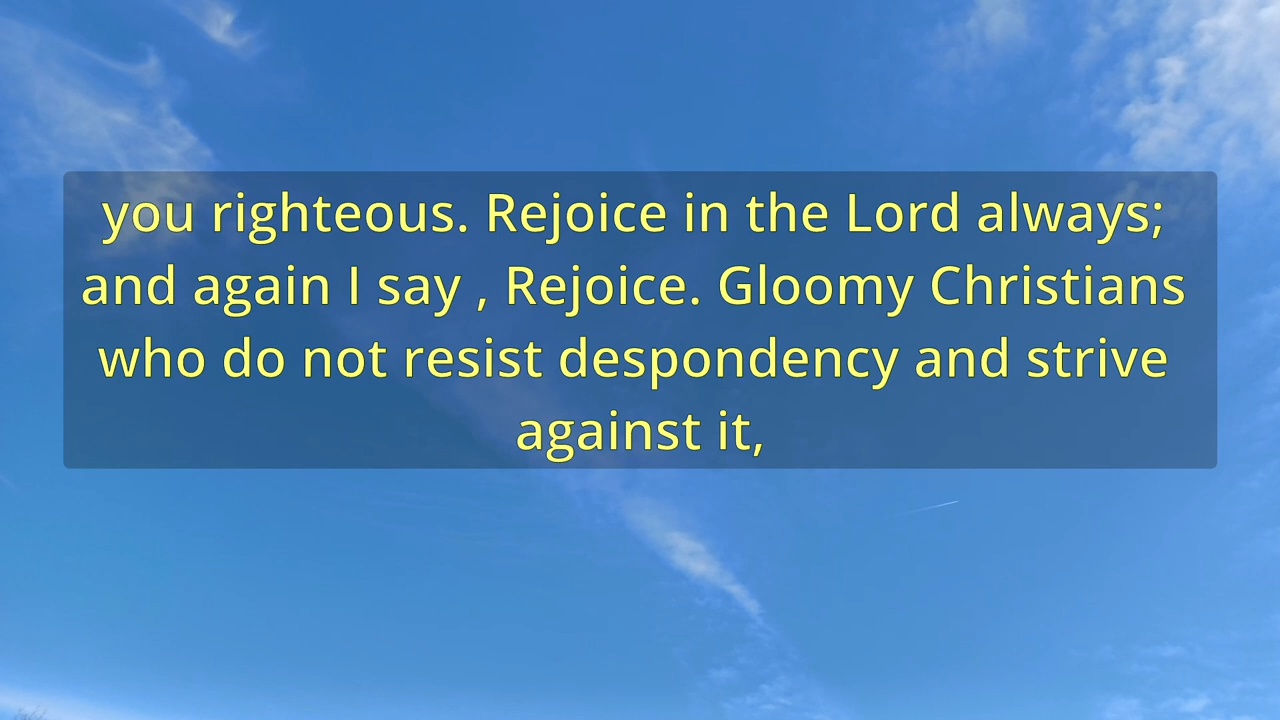 you righteous. Rejoice in the Lord always;
and again I say , Rejoice. Gloomy Christians
who do not resist despondency and strive
against it,